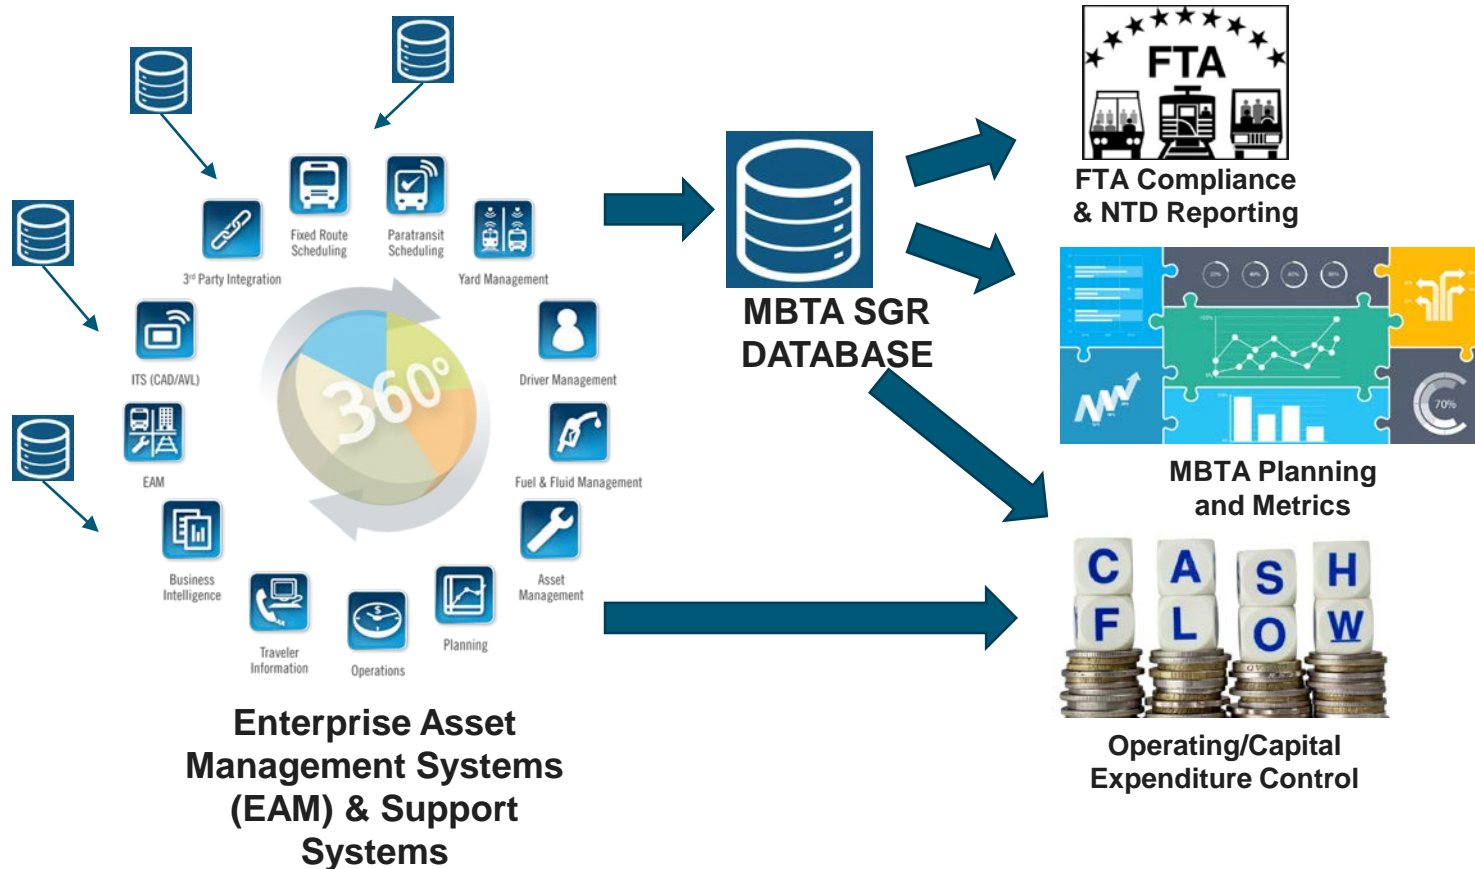 FTA
FTA Compliance
& NTD Reporting
Fixed Route
Scheduling
Paratransit
Scheduling
3rd Party Integration
Yard Management
ITS (CAD/AVL)
Driver Management
360°
EAM
Fuel & Fluid Management
Business
Intelligence
Asset
Management
Traveler
Information
Operations
Planning
Enterprise Asset
Management Systems
(EAM) & Support
Systems
MBTA SGR
DATABASE
70%
MBTA Planning
and Metrics
C A S H
F L O W
Operating/Capital
Expenditure Control